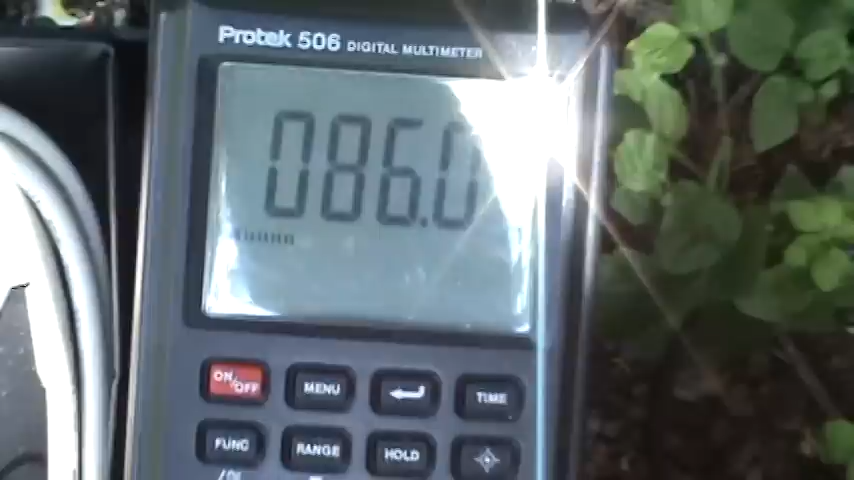 Protek 506 DIGITAL MULTIMETER
086.0
ON/OFF MENU TIME
FUNC RANGE HOLD